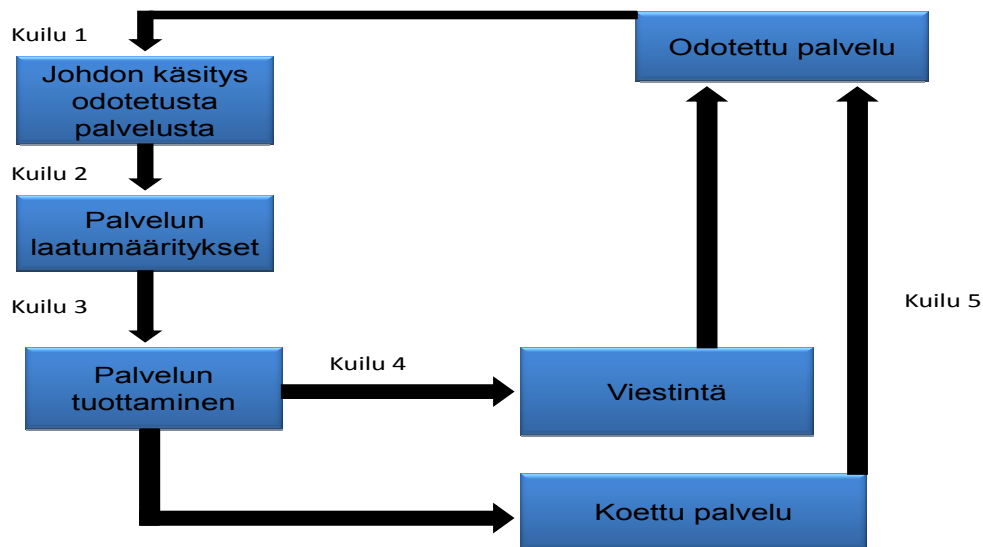 Kuilu 1
Odotettu palvelu
Johdon käsitys
odotetusta
palvelusta
Kuilu 2
Palvelun
laatumääritykset
Kuilu 3
Kuilu 5
Palvelun
tuottaminen
Kuilu 4
Viestintä
Koettu palvelu